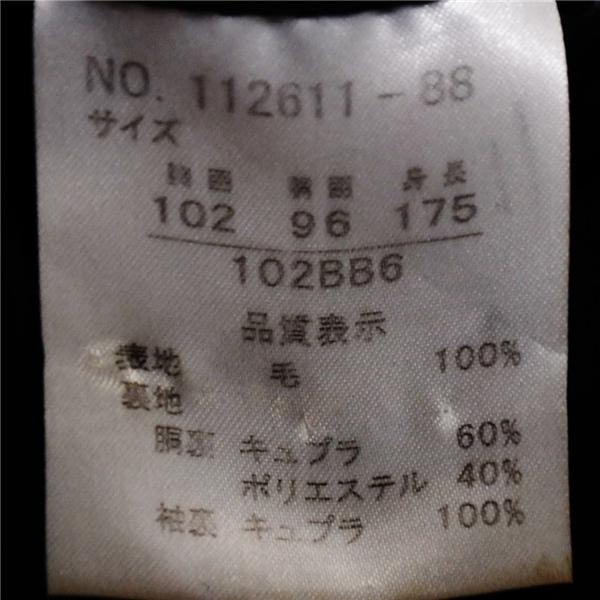 NO. 112611-88
サイズ
胸囲 胴囲 身長
102 96 175
102BB6
品質表示
表地 毛 100%
裏地
胴裏 キュプラ 60%
ポリエステル 40%
袖裏 キュプラ 100%